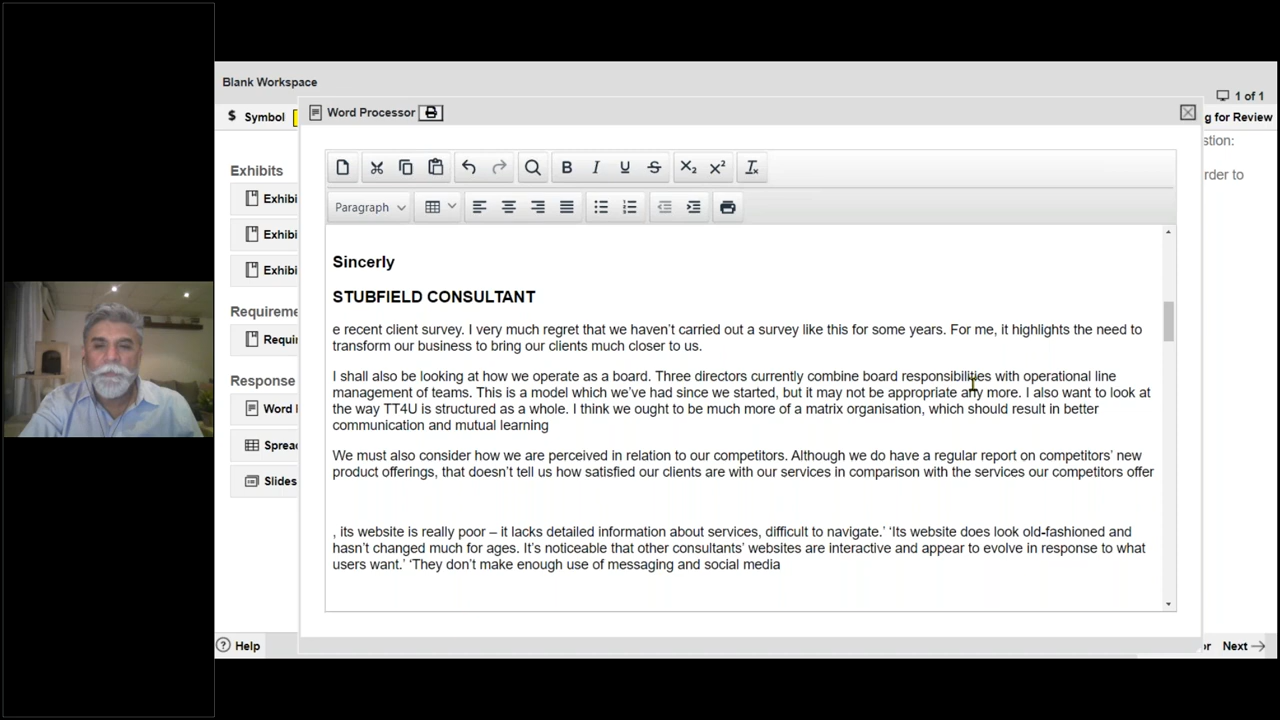 Blank Workspace
1 of 1
$ Symbol
Word Processor
g for Review
stion:
rder to
Exhibits
Exhibi
Exhibi
Exhibi
Requireme
Requir
Response
Word
Sprea
Slides
Paragraph
Sincerly
STUBFIELD CONSULTANT
e recent client survey. I very much regret that we haven’t carried out a survey like this for some years. For me, it highlights the need to
transform our business to bring our clients much closer to us.
I shall also be looking at how we operate as a board. Three directors currently combine board responsibilities with operational line
management of teams. This is a model which we’ve had since we started, but it may not be appropriate any more. I also want to look at
the way TT4U is structured as a whole. I think we ought to be much more of a matrix organisation, which should result in better
communication and mutual learning
We must also consider how we are perceived in relation to our competitors. Although we do have a regular report on competitors’ new
product offerings, that doesn’t tell us how satisfied our clients are with our services in comparison with the services our competitors offer
, its website is really poor – it lacks detailed information about services, difficult to navigate.’ ‘Its website does look old-fashioned and
hasn’t changed much for ages. It’s noticeable that other consultants’ websites are interactive and appear to evolve in response to what
users want.’ ‘They don’t make enough use of messaging and social media
Help
or
Next